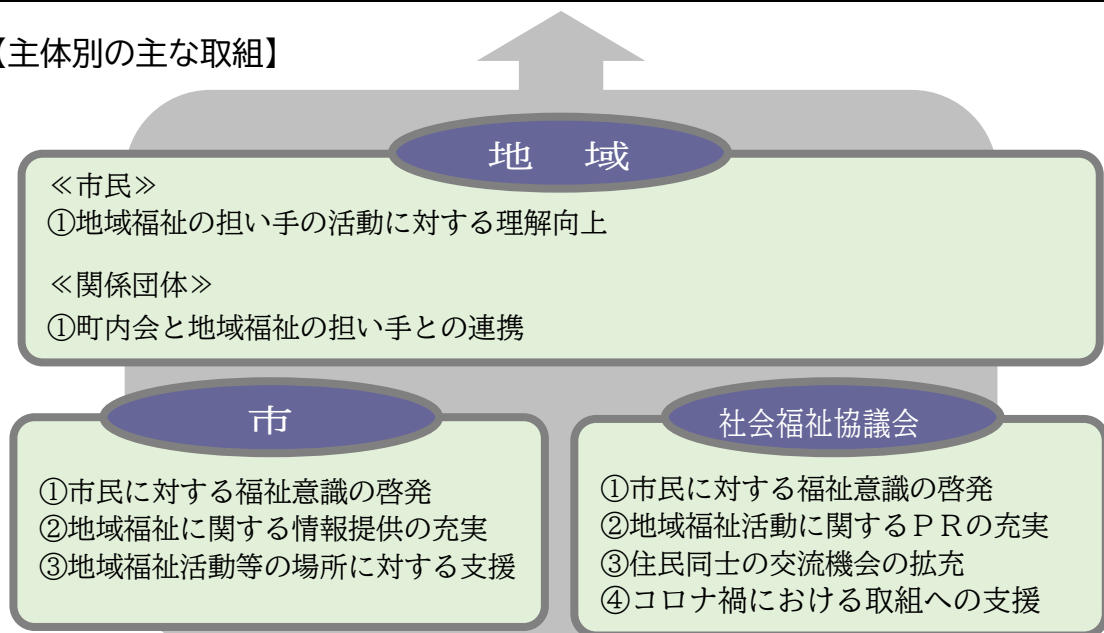 【主体別の主な取組】
地　域
≪市民≫
①地域福祉の担い手の活動に対する理解向上
≪関係団体≫
①町内会と地域福祉の担い手との連携
市
①市民に対する福祉意識の啓発
②地域福祉に関する情報提供の充実
③地域福祉活動等の場所に対する支援
社会福祉協議会
①市民に対する福祉意識の啓発
②地域福祉活動に関するＰＲの充実
③住民同士の交流機会の拡充
④コロナ禍における取組への支援